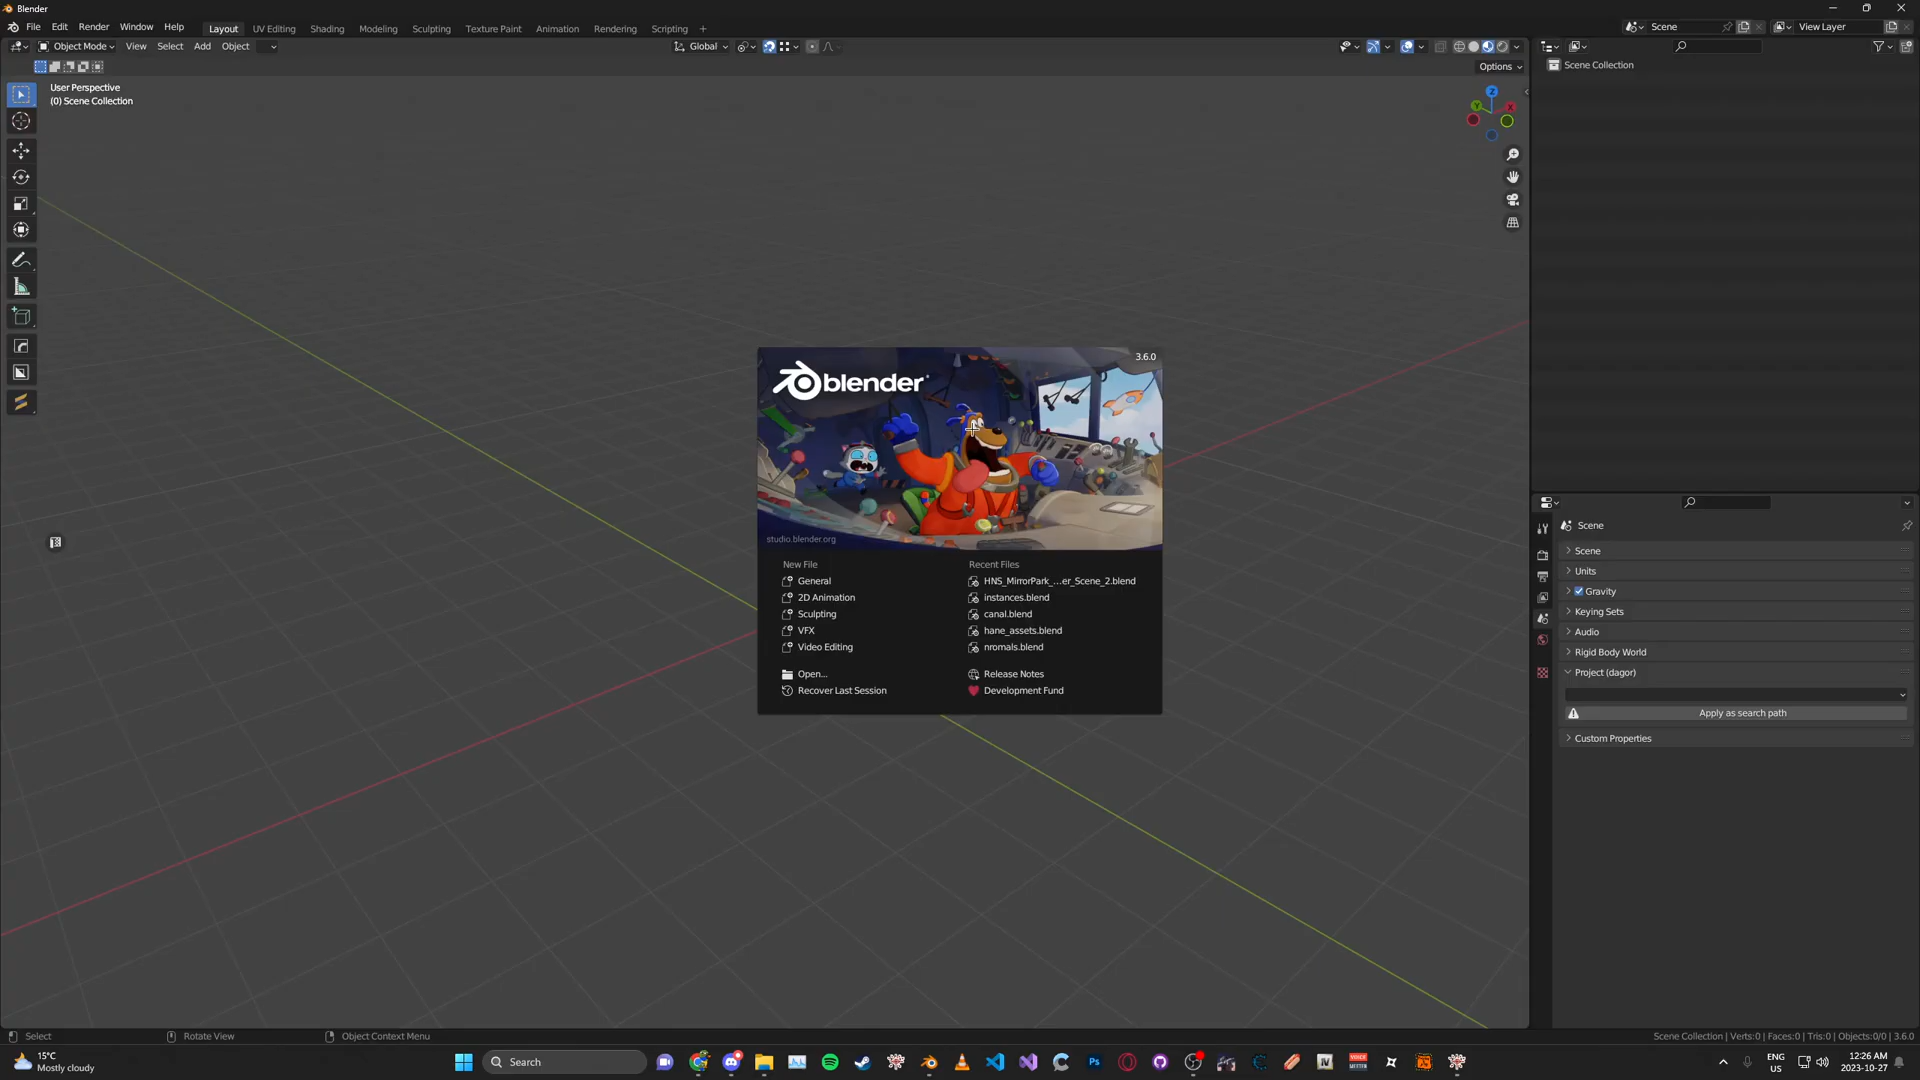 Blender
File Edit Render Window Help Layout UV Editing Shading Modeling Sculpting Texture Paint Animation Rendering Scripting +
Scene View Layer
Object Mode View Select Add Object Global
Options
User Perspective
(0) Scene Collection
Z
Y
X
Scene Collection
blender
3.6.0
studio.blender.org
New File
General
2D Animation
Sculpting
VFX
Video Editing
Open...
Recover Last Session
Recent Files
HNS_MirrorPark_...er_Scene_2.blend
instances.blend
canal.blend
hane_assets.blend
nromals.blend
Release Notes
Development Fund
Scene
Scene
Units
Gravity
Keying Sets
Audio
Rigid Body World
Project (dagor)
Apply as search path
Custom Properties
Select Rotate View Object Context Menu
Scene Collection | Verts:0 | Faces:0 | Tris:0 | Objects:0/0 | 3.6.0
15°C
Mostly cloudy
Search
Ps
IV
ENG
US
12:26 AM
2023-10-27